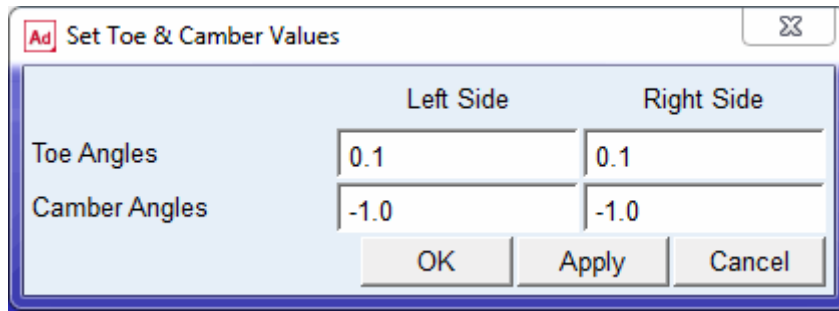 Ad Set Toe & Camber Values
Left Side Right Side
Toe Angles 0.1 0.1
Camber Angles -1.0 -1.0
OK Apply Cancel